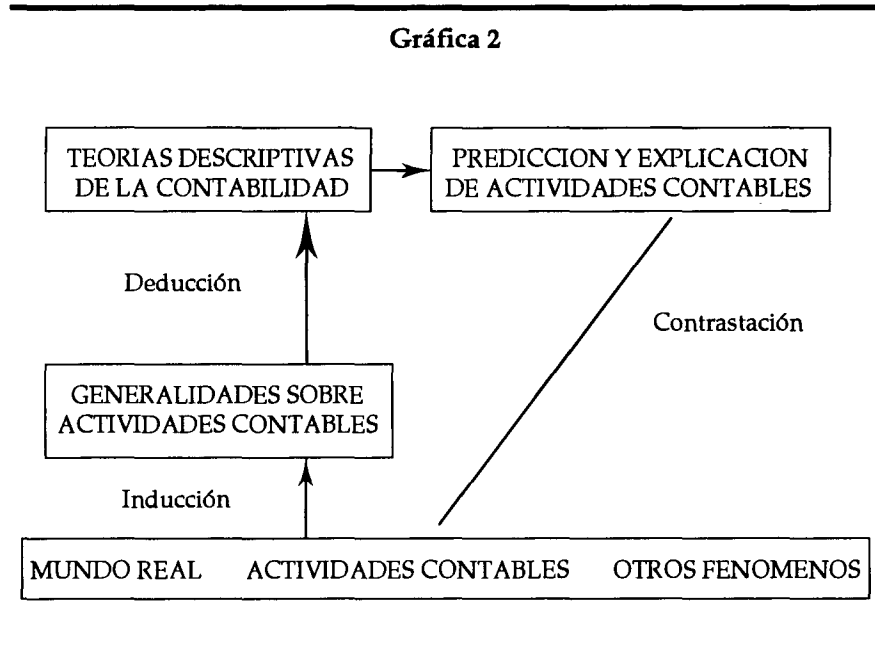 Gráfica 2
TEORIAS DESCRIPTIVAS
DE LA CONTABILIDAD
PREDICCION Y EXPLICACION
DE ACTIVIDADES CONTABLES
Deducción
Contrastación
GENERALIDADES SOBRE
ACTIVIDADES CONTABLES
Inducción
MUNDO REAL ACTIVIDADES CONTABLES OTROS FENOMENOS